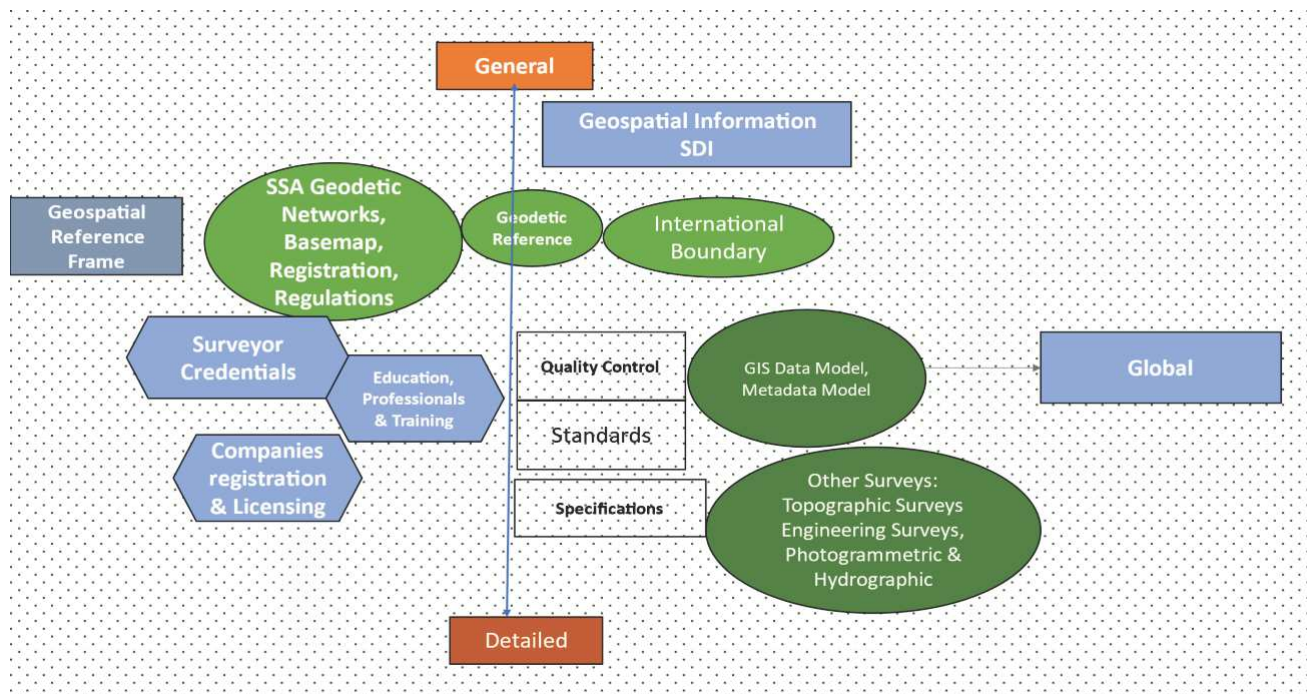 General
Geospatial Information
SDI
SSA Geodetic
Networks,
Basemap,
Registration,
Regulations
Geodetic
Reference
International
Boundary
Geospatial
Reference
Frame
Surveyor
Credentials
Education,
Professionals
& Training
Companies
registration
& Licensing
Quality Control
Standards
Specifications
GIS Data Model,
Metadata Model
Global
Other Surveys:
Topographic Surveys
Engineering Surveys,
Photogrammetric &
Hydrographic
Detailed